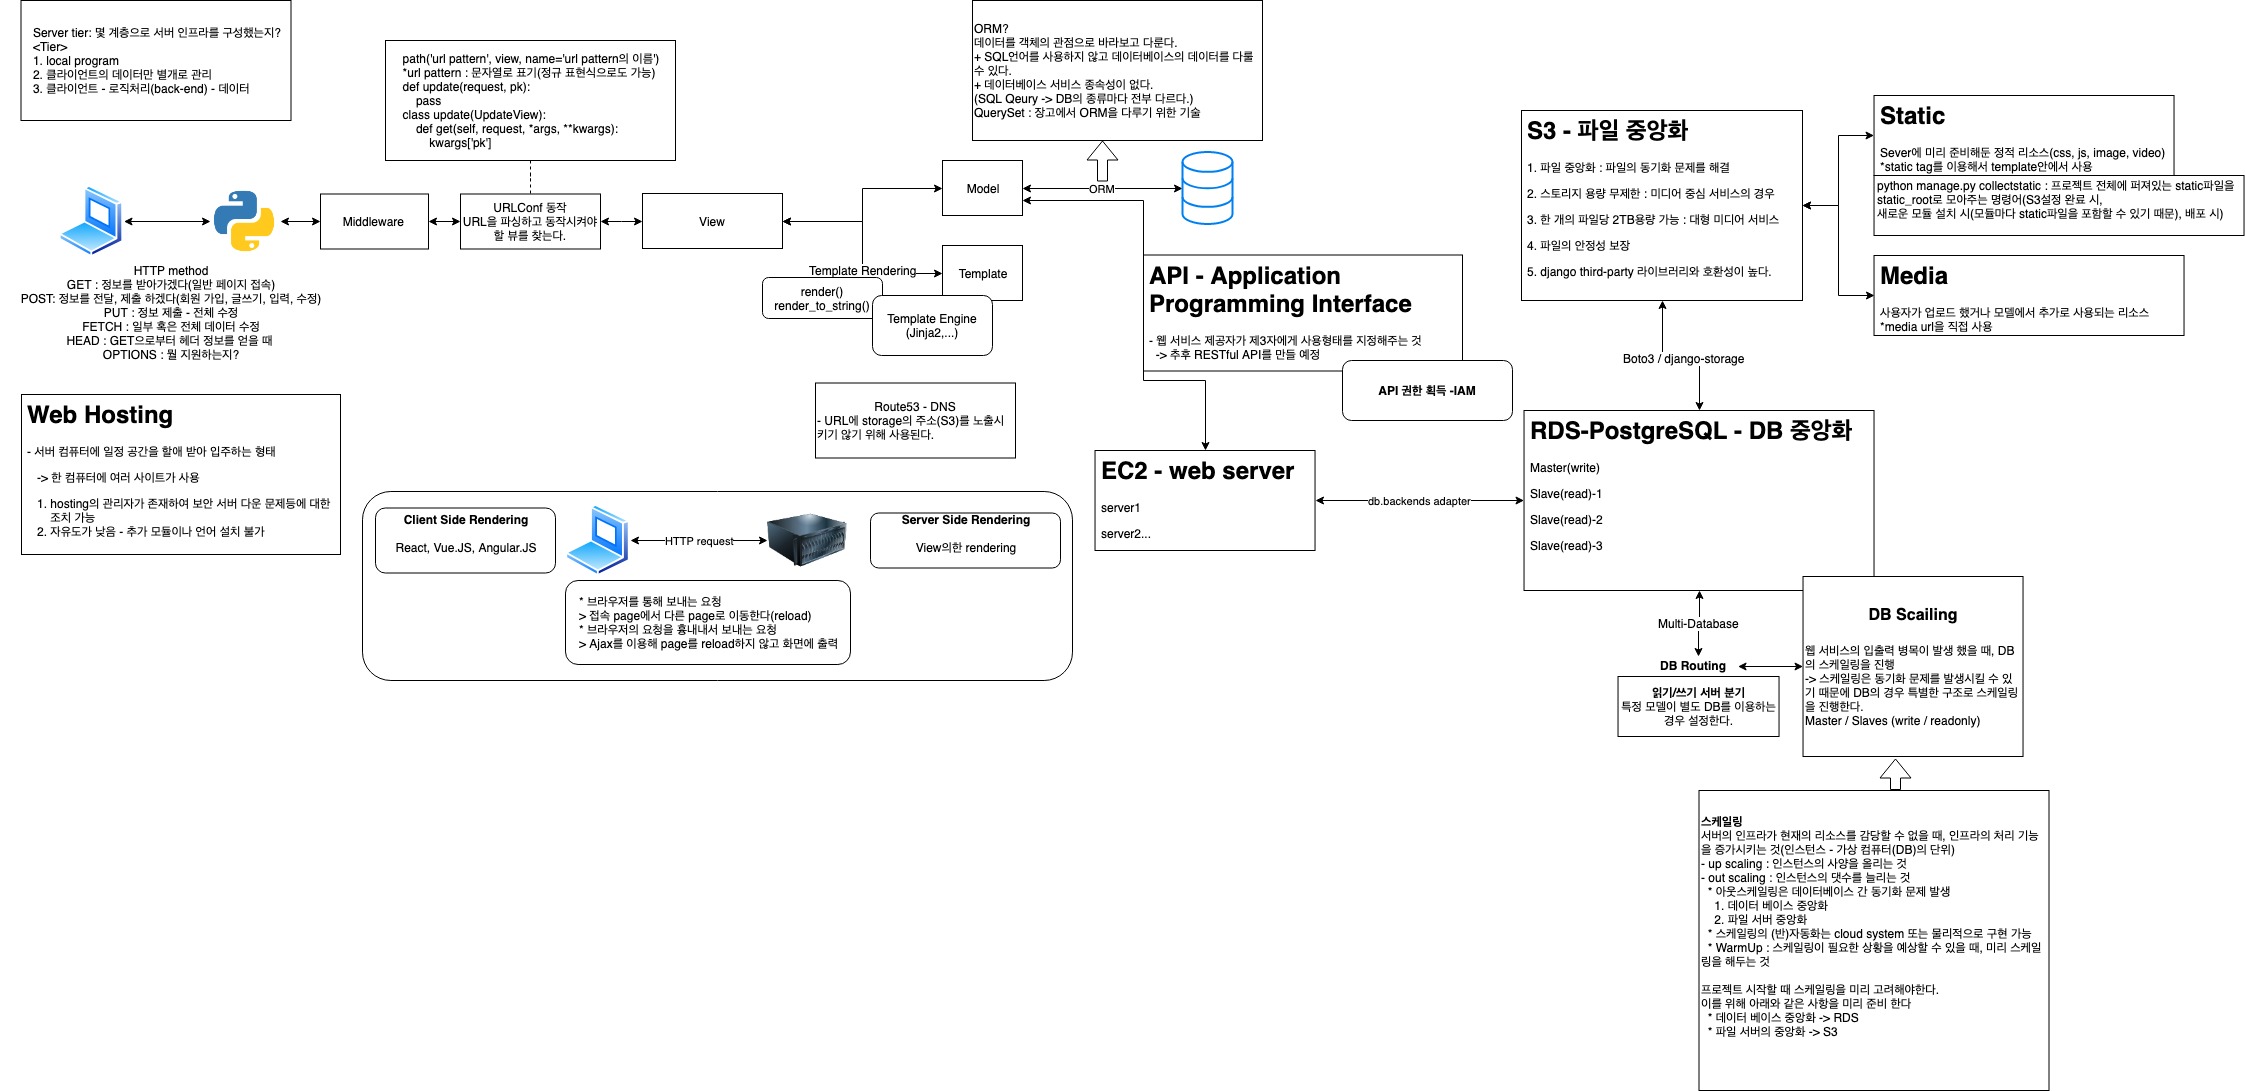 Server tier: 몇 계층으로 서버 인프라를 구성했는지?
<Tier>
1. local program
2. 클라이언트의 데이터만 별개로 관리
3. 클라이언트 - 로직처리(back-end) - 데이터
path('url pattern', view, name='url pattern의 이름')
*url pattern : 문자열로 표기(정규 표현식으로도 가능)
def update(request, pk):
pass
class update(UpdateView):
def get(self, request, *args, **kwargs):
kwargs['pk']
ORM?
데이터를 객체의 관점으로 바라보고 다룬다.
+ SQL언어를 사용하지 않고 데이터베이스의 데이터를 다룰
수 있다.
+ 데이터베이스 서비스 종속성이 없다.
(SQL Qeury -> DB의 종류마다 전부 다르다.)
QuerySet : 장고에서 ORM을 다루기 위한 기술
Middleware
URLConf 동작
URL을 파싱하고 동작시켜야
할 뷰를 찾는다.
View
Model
ORM
Template Rendering
Template
render()
render_to_string()
Template Engine
(Jinja2,...)
HTTP method
GET : 정보를 받아가겠다(일반 페이지 접속)
POST: 정보를 전달, 제출 하겠다(회원 가입, 글쓰기, 입력, 수정)
PUT : 정보 제출 - 전체 수정
FETCH : 일부 혹은 전체 데이터 수정
HEAD : GET으로부터 헤더 정보를 얻을 때
OPTIONS : 뭘 지원하는지?
Web Hosting
- 서버 컴퓨터에 일정 공간을 할애 받아 입주하는 형태
-> 한 컴퓨터에 여러 사이트가 사용
1. hosting의 관리자가 존재하여 보안 서버 다운 문제등에 대한
조치 가능
2. 자유도가 낮음 - 추가 모듈이나 언어 설치 불가
Route53 - DNS
- URL에 storage의 주소(S3)를 노출시
키기 않기 위해 사용된다.
Client Side Rendering
React, Vue.JS, Angular.JS
HTTP request
Server Side Rendering
View의한 rendering
* 브라우저를 통해 보내는 요청
> 접속 page에서 다른 page로 이동한다(reload)
* 브라우저의 요청을 흉내내서 보내는 요청
> Ajax를 이용해 page를 reload하지 않고 화면에 출력
API - Application
Programming Interface
- 웹 서비스 제공자가 제3자에게 사용형태를 지정해주는 것
-> 추후 RESTful API를 만들 예정
API 권한 획득 -IAM
EC2 - web server
server1
server2...
db.backends adapter
S3 - 파일 중앙화
1. 파일 중앙화 : 파일의 동기화 문제를 해결
2. 스토리지 용량 무제한 : 미디어 중심 서비스의 경우
3. 한 개의 파일당 2TB용량 가능 : 대형 미디어 서비스
4. 파일의 안정성 보장
5. django third-party 라이브러리와 호환성이 높다.
Static
Sever에 미리 준비해둔 정적 리소스(css, js, image, video)
*static tag를 이용해서 template안에서 사용
python manage.py collectstatic : 프로젝트 전체에 퍼져있는 static파일을
static_root로 모아주는 명령어(S3설정 완료 시,
새로운 모듈 설치 시(모듈마다 static파일을 포함할 수 있기 때문), 배포 시)
Media
사용자가 업로드 했거나 모델에서 추가로 사용되는 리소스
*media url을 직접 사용
Boto3 / django-storage
RDS-PostgreSQL - DB 중앙화
Master(write)
Slave(read)-1
Slave(read)-2
Slave(read)-3
Multi-Database
DB Routing
읽기/쓰기 서버 분기
특정 모델이 별도 DB를 이용하는
경우 설정한다.
DB Scailing
웹 서비스의 입출력 병목이 발생 했을 때, DB
의 스케일링을 진행
-> 스케일링은 동기화 문제를 발생시킬 수 있
기 때문에 DB의 경우 특별한 구조로 스케일링
을 진행한다.
Master / Slaves (write / readonly)
스케일링
서버의 인프라가 현재의 리소스를 감당할 수 없을 때, 인프라의 처리 기능
을 증가시키는 것(인스턴스 - 가상 컴퓨터(DB)의 단위)
- up scaling : 인스턴스의 사양을 올리는 것
- out scaling : 인스턴스의 댓수를 늘리는 것
* 아웃스케일링은 데이터베이스 간 동기화 문제 발생
1. 데이터 베이스 중앙화
2. 파일 서버 중앙화
* 스케일링의 (반)자동화는 cloud system 또는 물리적으로 구현 가능
* WarmUp : 스케일링이 필요한 상황을 예상할 수 있을 때, 미리 스케일
링을 해두는 것
프로젝트 시작할 때 스케일링을 미리 고려해야한다.
이를 위해 아래와 같은 사항을 미리 준비 한다
* 데이터 베이스 중앙화 -> RDS
* 파일 서버의 중앙화 -> S3